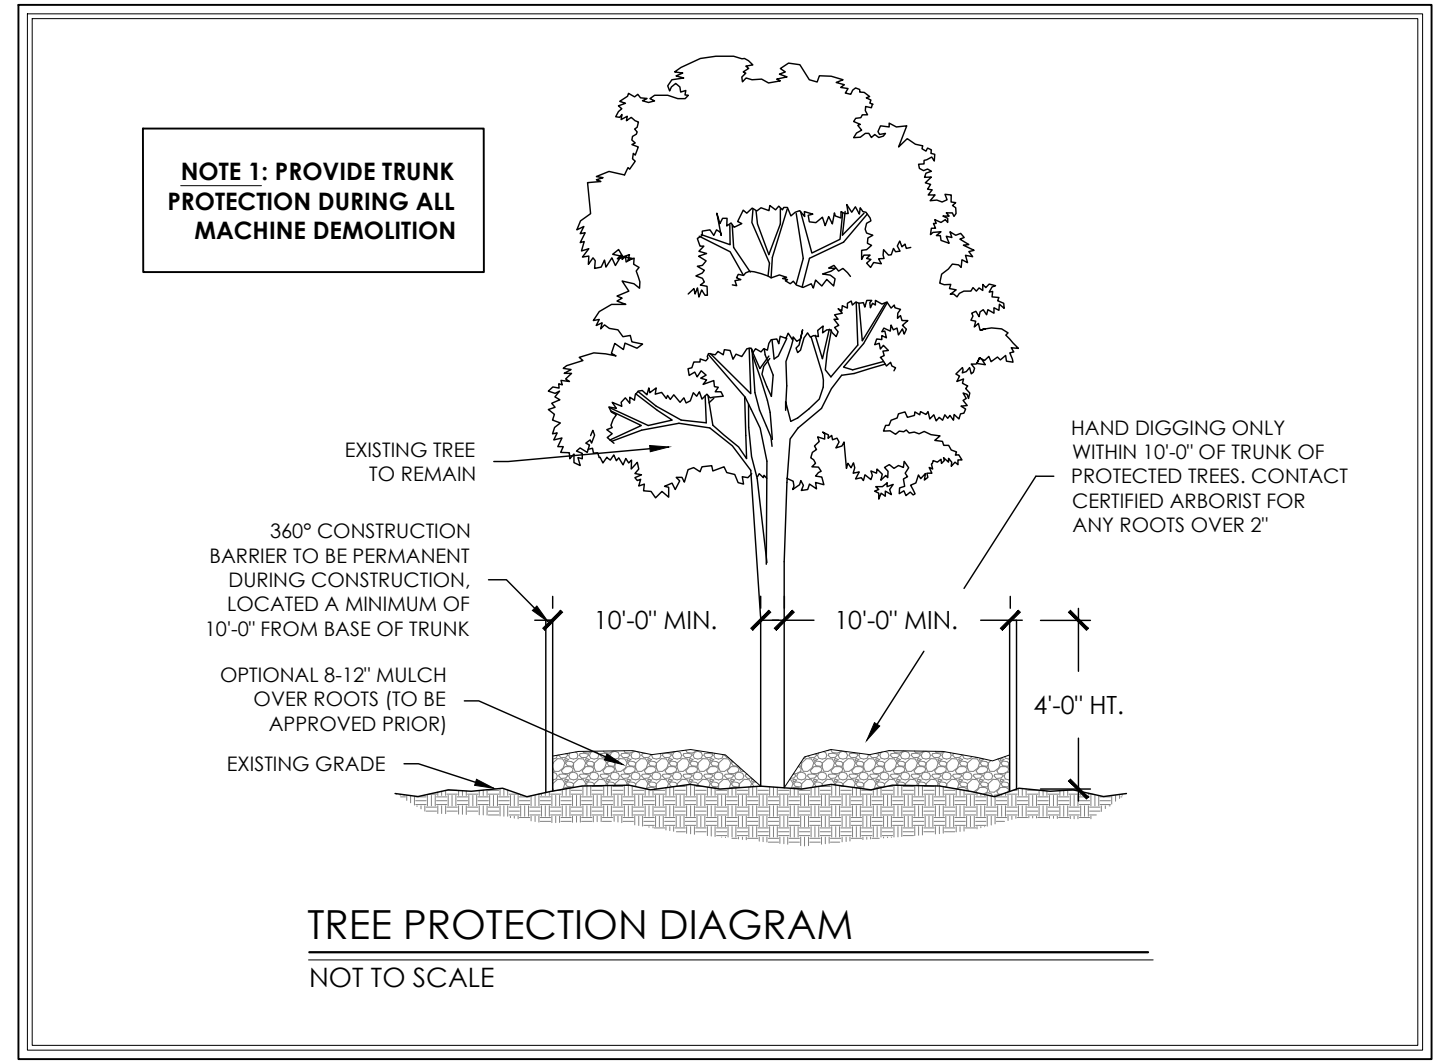 NOTE 1: PROVIDE TRUNK
PROTECTION DURING ALL
MACHINE DEMOLITION
EXISTING TREE
TO REMAIN
HAND DIGGING ONLY
WITHIN 10'-0" OF TRUNK OF
PROTECTED TREES. CONTACT
CERTIFIED ARBORIST FOR
ANY ROOTS OVER 2"
360° CONSTRUCTION
BARRIER TO BE PERMANENT
DURING CONSTRUCTION,
LOCATED A MINIMUM OF
10'-0" FROM BASE OF TRUNK
10'-0" MIN.
10'-0" MIN.
OPTIONAL 8-12" MULCH
OVER ROOTS (TO BE
APPROVED PRIOR)
4'-0" HT.
EXISTING GRADE
TREE PROTECTION DIAGRAM
NOT TO SCALE